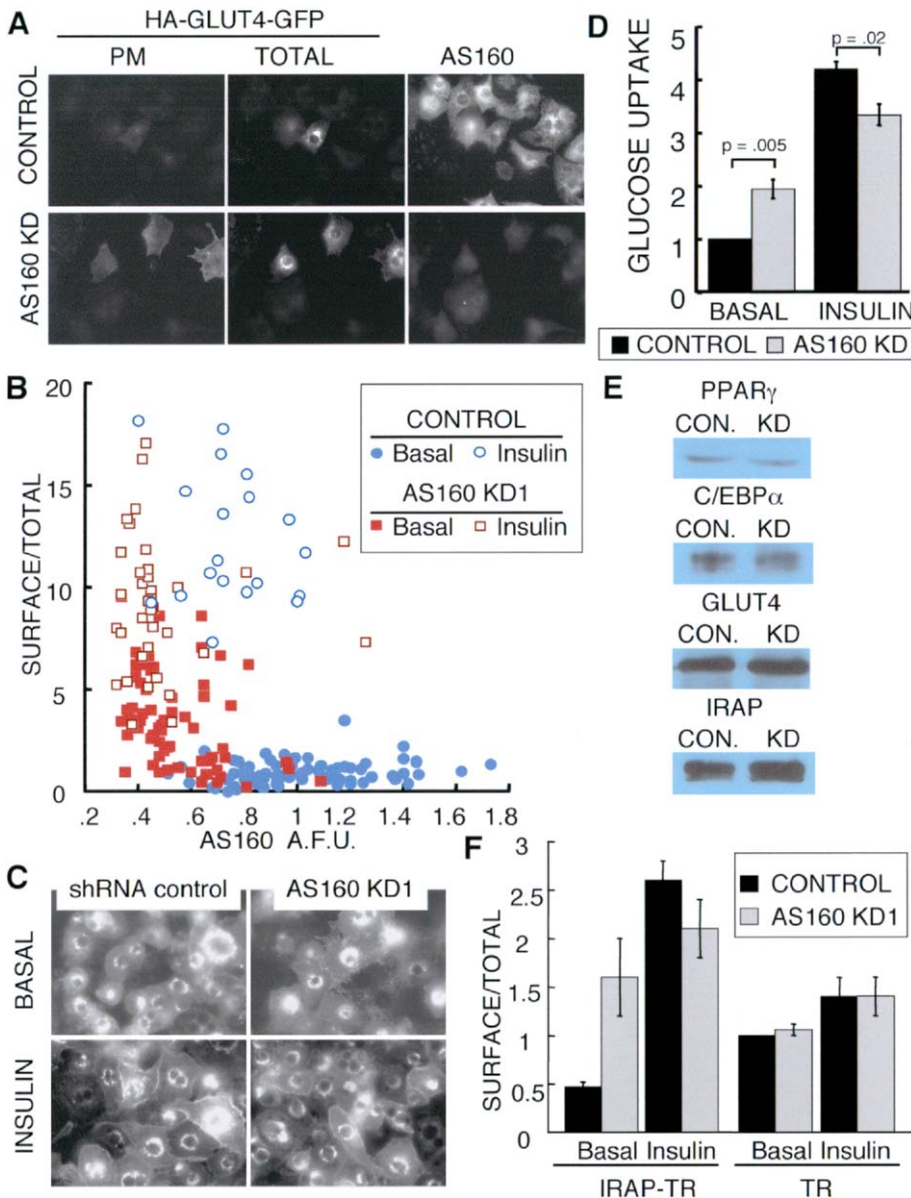 A
HA-GLUT4-GFP
PM TOTAL AS160
CONTROL
AS160 KD
B
SURFACE/TOTAL
20
15
10
5
0
.2 .4 .6 .8 1 1.2 1.4 1.6 1.8
AS160 A.F.U.
CONTROL
Basal Insulin
AS160 KD1
Basal Insulin
C
shRNA control AS160 KD1
BASAL
INSULIN
D
GLUCOSE UPTAKE
5
4
3
2
1
0
p = .005
p = .02
BASAL INSULIN
CONTROL AS160 KD
E
PPARγ
CON. KD
C/EBPα
CON. KD
GLUT4
CON. KD
IRAP
CON. KD
F
SURFACE/TOTAL
3
2.5
2
1.5
1
0.5
0
CONTROL
AS160 KD1
Basal Insulin Basal Insulin
IRAP-TR TR